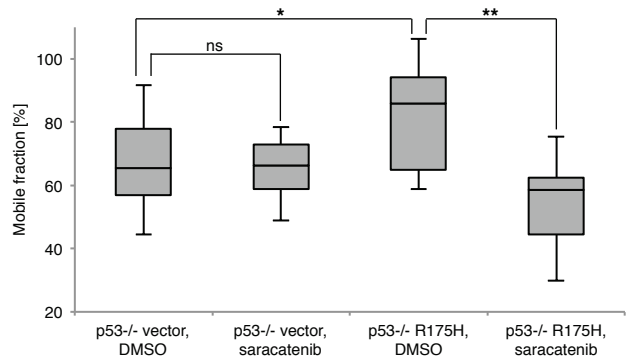 * **
ns
100
80
60
40
20
Mobile fraction [%]
p53-/- vector, p53-/- vector, p53-/- R175H, p53-/- R175H,
DMSO saracatenib DMSO saracatenib